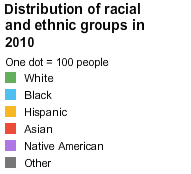 Distribution of racial
and ethnic groups in
2010
One dot = 100 people
White
Black
Hispanic
Asian
Native American
Other